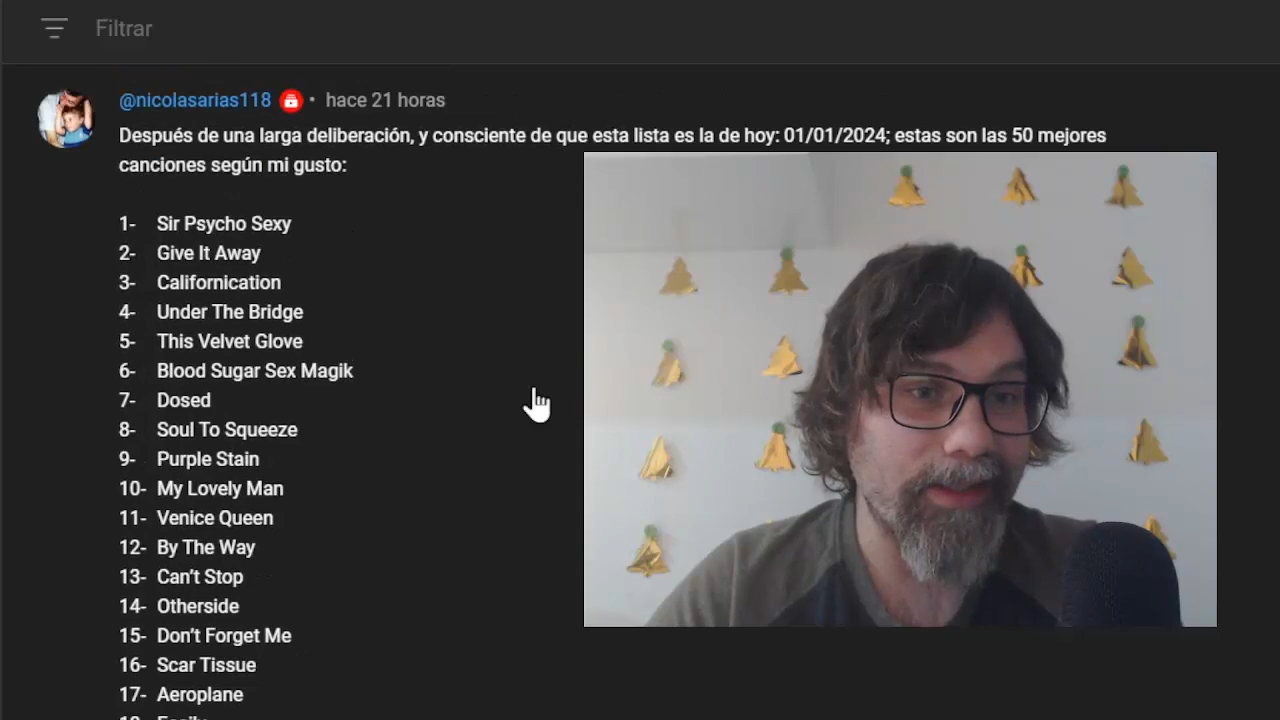 Filtrar
@nicolasarias118 • hace 21 horas
Después de una larga deliberación, y consciente de que esta lista es la de hoy: 01/01/2024; estas son las 50 mejores
canciones según mi gusto:
1- Sir Psycho Sexy
2- Give It Away
3- Californication
4- Under The Bridge
5- This Velvet Glove
6- Blood Sugar Sex Magik
7- Dosed
8- Soul To Squeeze
9- Purple Stain
10- My Lovely Man
11- Venice Queen
12- By The Way
13- Can't Stop
14- Otherside
15- Don't Forget Me
16- Scar Tissue
17- Aeroplane